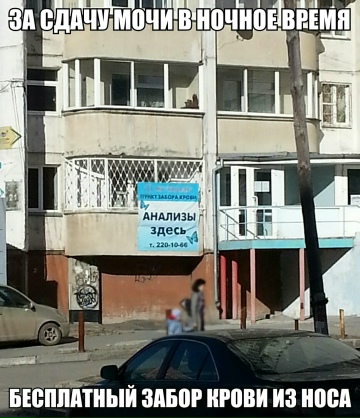 ЗА СДАЧУ МОЧИ В НОЧНОЕ ВРЕМЯ
ПУНКТ ЗАБОРА КРОВИ
АНАЛИЗЫ
здесь
т. 220-10-66
БЕСПЛАТНЫЙ ЗАБОР КРОВИ ИЗ НОСА